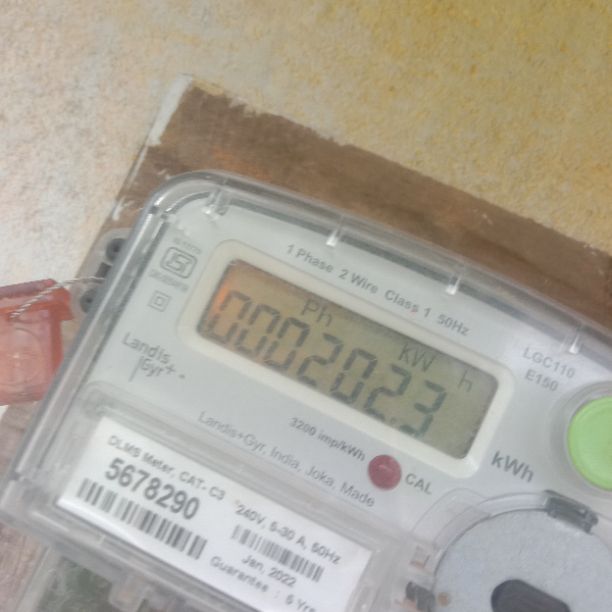 1 Phase 2 Wire Class 1 50Hz
Ph
kW h
0002023
LGC110
E150
Landis
Gyr+
3200 imp/kWh
CAL
kWh
Landis+Gyr, India, Joka, Made
DLMS Meter, CAT- C3
5678290
240V, 5-30 A, 50Hz
Jan, 2022
Guarantee : 5 Yrs